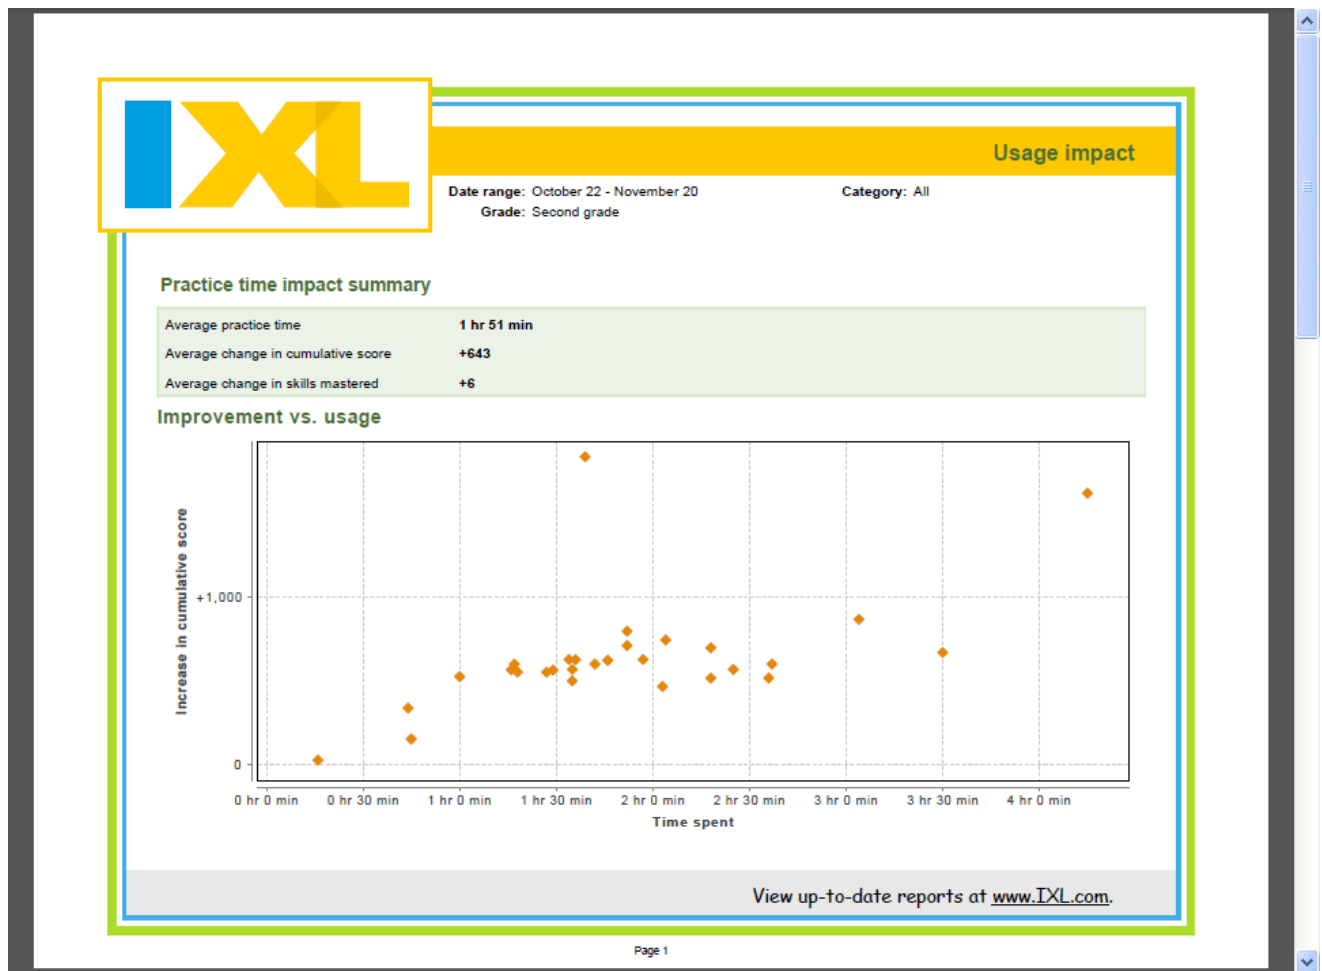 IXL
Usage impact
Date range: October 22 - November 20 Category: All
Grade: Second grade
Practice time impact summary
Average practice time 1 hr 51 min
Average change in cumulative score +643
Average change in skills mastered +6
Improvement vs. usage
Increase in cumulative score
+1,000
0
0 hr 0 min 0 hr 30 min 1 hr 0 min 1 hr 30 min 2 hr 0 min 2 hr 30 min 3 hr 0 min 3 hr 30 min 4 hr 0 min
Time spent
View up-to-date reports at www.IXL.com.
Page 1